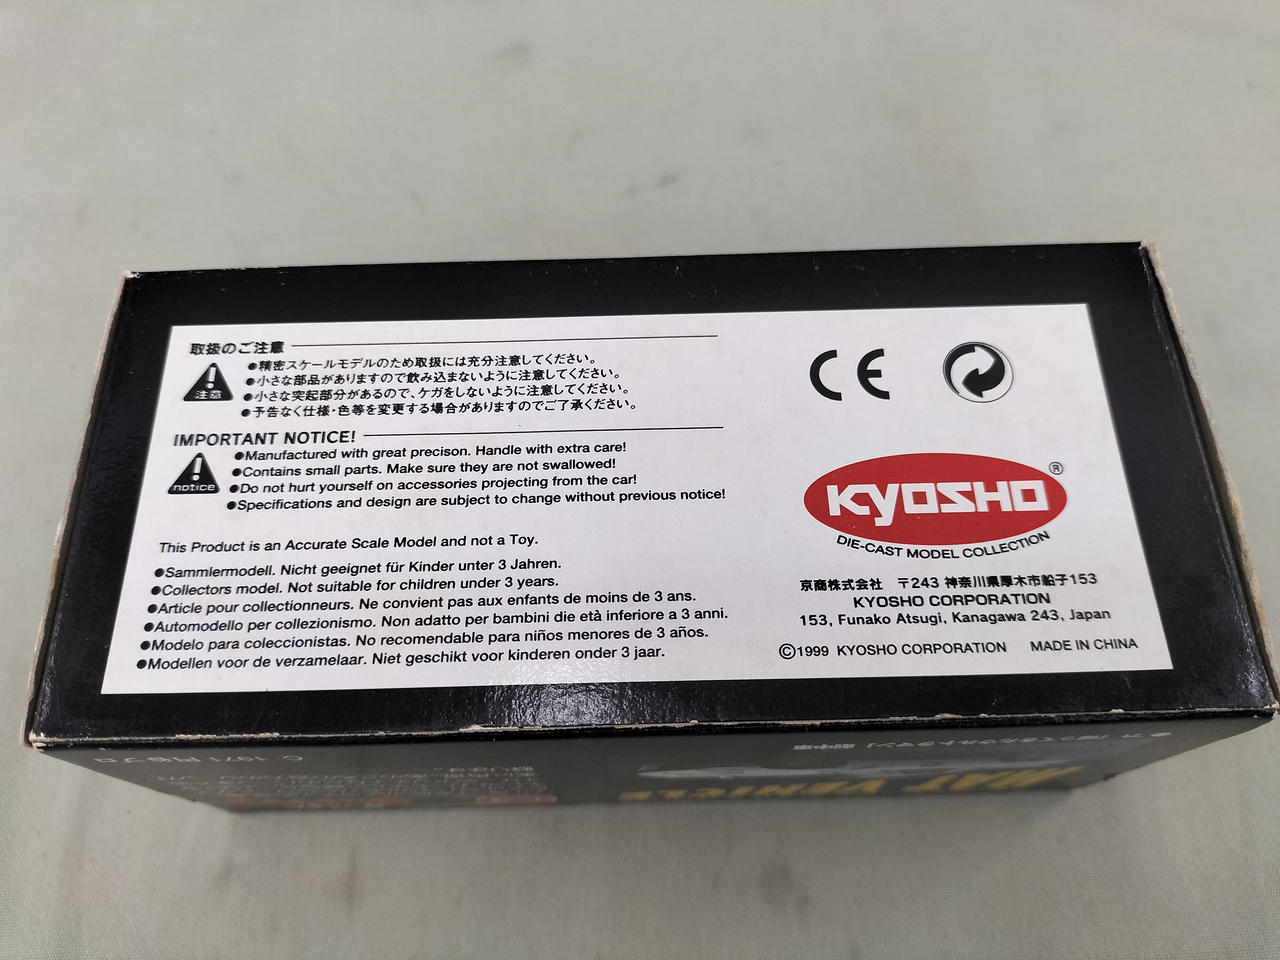 取扱のご注意
注意
●精密スケールモデルのため取扱には充分注意してください。
●小さな部品がありますので飲み込まないように注意してください。
●小さな突起部分があるので、ケガをしないように注意してください。
●予告なく仕様・色等を変更する場合がありますのでご了承ください。
IMPORTANT NOTICE!
notice
●Manufactured with great precison. Handle with extra care!
●Contains small parts. Make sure they are not swallowed!
●Do not hurt yourself on accessories projecting from the car!
●Specifications and design are subject to change without previous notice!
This Product is an Accurate Scale Model and not a Toy.
●Sammlermodell. Nicht geeignet für Kinder unter 3 Jahren.
●Collectors model. Not suitable for children under 3 years.
●Article pour collectionneurs. Ne convient pas aux enfants de moins de 3 ans.
●Automodello per collezionismo. Non adatto per bambini die età inferiore a 3 anni.
●Modelo para coleccionistas. No recomendable para niños menores de 3 años.
●Modellen voor de verzamelaar. Niet geschikt voor kinderen onder 3 jaar.
CE
KYOSHO®
DIE-CAST MODEL COLLECTION
京商株式会社 〒243 神奈川県厚木市船子153
KYOSHO CORPORATION
153, Funako Atsugi, Kanagawa 243, Japan
©1999 KYOSHO CORPORATION MADE IN CHINA
MAT VEHICLE